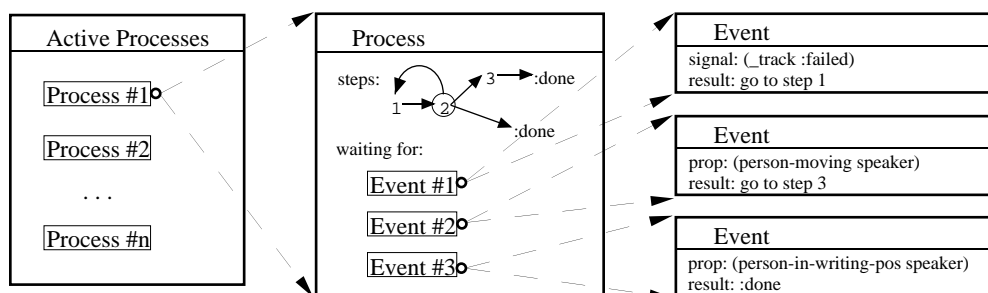 Active Processes
Process #1
Process #2
. . .
Process #n
Process
steps:
1
2
3
:done
:done
waiting for:
Event #1
Event #2
Event #3
Event
signal: (_track :failed)
result: go to step 1
Event
prop: (person-moving speaker)
result: go to step 3
Event
prop: (person-in-writing-pos speaker)
result: :done